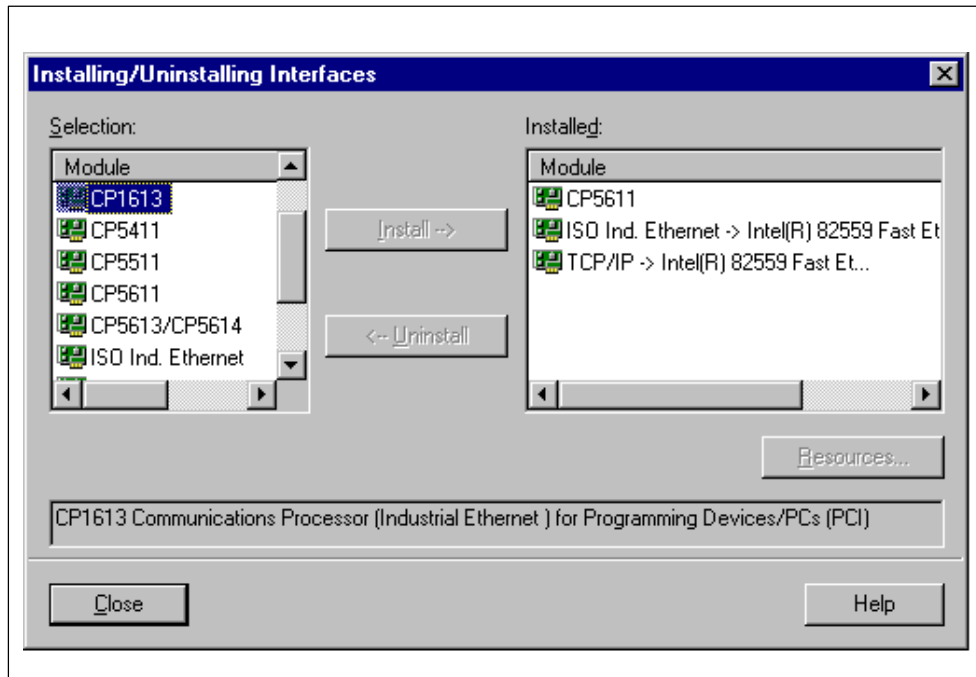 Installing/Uninstalling Interfaces
Selection:
Module
CP1613
CP5411
CP5511
CP5611
CP5613/CP5614
ISO Ind. Ethernet
Install -->
<-- Uninstall
Installed:
Module
CP5611
ISO Ind. Ethernet -> Intel(R) 82559 Fast Et
TCP/IP -> Intel(R) 82559 Fast Et...
Resources...
CP1613 Communications Processor (Industrial Ethernet ) for Programming Devices/PCs (PCI)
Close
Help